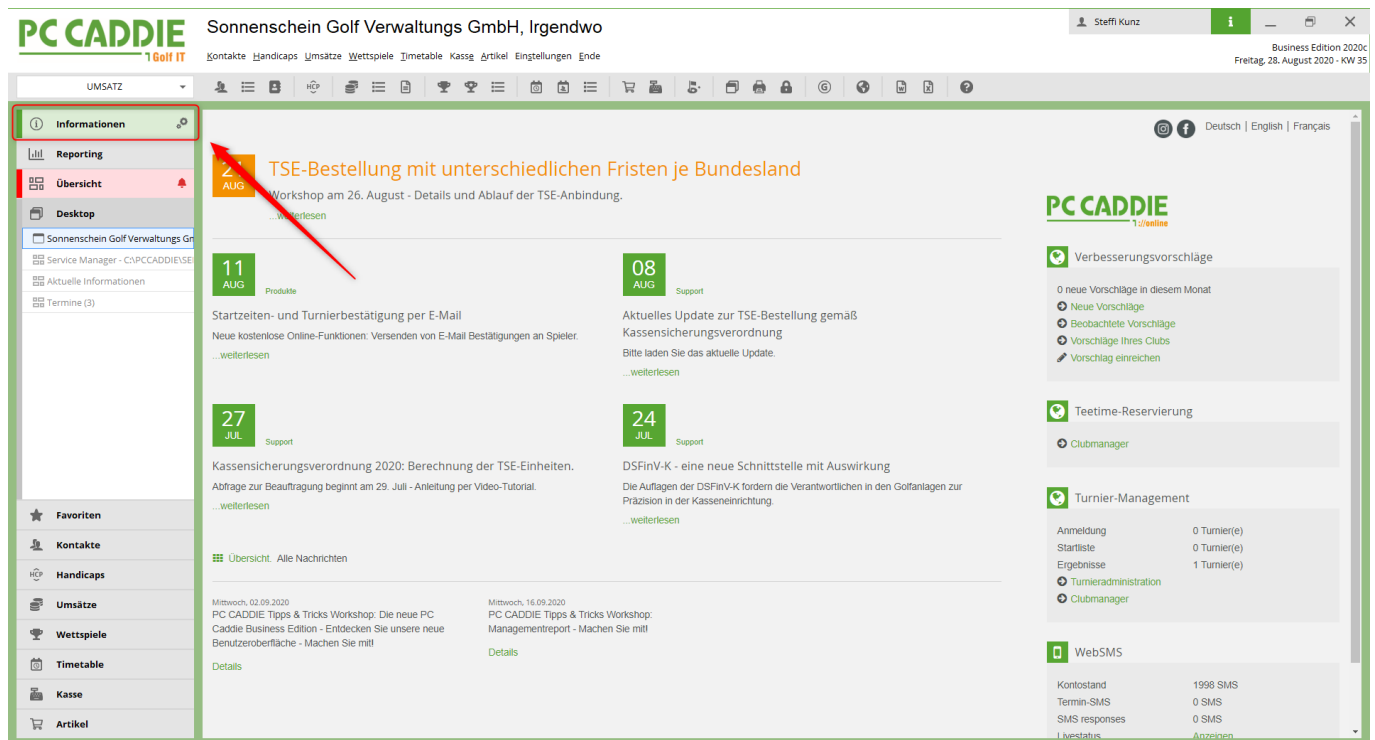 PC CADDIE
Golf IT
Sonnenschein Golf Verwaltungs GmbH, Irgendwo
Kontakte Handicaps Umsätze Wettspiele Timetable Kasse Artikel Einstellungen Ende
Steffi Kunz
Business Edition 2020c
Freitag, 28. August 2020 - KW 35
UMSATZ
HCP
G
W
X
Informationen
Reporting
Übersicht
Desktop
Sonnenschein Golf Verwaltungs Gm
Service Manager - C:\PCCADDIE\SE
Aktuelle Informationen
Termine (3)
Favoriten
Kontakte
HCP Handicaps
Umsätze
Wettspiele
Timetable
Kasse
Artikel
Deutsch | English | Français
AUG
TSE-Bestellung mit unterschiedlichen Fristen je Bundesland
Workshop am 26. August - Details und Ablauf der TSE-Anbindung.
...weiterlesen
11
AUG
Produkte
Startzeiten- und Turnierbestätigung per E-Mail
Neue kostenlose Online-Funktionen: Versenden von E-Mail Bestätigungen an Spieler.
...weiterlesen
08
AUG
Support
Aktuelles Update zur TSE-Bestellung gemäß
Kassensicherungsverordnung
Bitte laden Sie das aktuelle Update.
...weiterlesen
27
JUL
Support
Kassensicherungsverordnung 2020: Berechnung der TSE-Einheiten.
Abfrage zur Beauftragung beginnt am 29. Juli - Anleitung per Video-Tutorial.
...weiterlesen
24
JUL
Support
DSFinV-K - eine neue Schnittstelle mit Auswirkung
Die Auflagen der DSFinV-K fordern die Verantwortlichen in den Golfanlagen zur
Präzision in der Kasseneinrichtung.
...weiterlesen
Übersicht. Alle Nachrichten
Mittwoch, 02.09.2020
PC CADDIE Tipps & Tricks Workshop: Die neue PC
Caddie Business Edition - Entdecken Sie unsere neue
Benutzeroberfläche - Machen Sie mit!
Details
Mittwoch, 16.09.2020
PC CADDIE Tipps & Tricks Workshop:
Managementreport - Machen Sie mit!
Details
PC CADDIE
://online
Verbesserungsvorschläge
0 neue Vorschläge in diesem Monat
Neue Vorschläge
Beobachtete Vorschläge
Vorschläge Ihres Clubs
Vorschlag einreichen
Teetime-Reservierung
Clubmanager
Turnier-Management
Anmeldung 0 Turnier(e)
Startliste 0 Turnier(e)
Ergebnisse 1 Turnier(e)
Turnieradministration
Clubmanager
WebSMS
Kontostand 1998 SMS
Termin-SMS 0 SMS
SMS responses 0 SMS
Livestatus Anzeigen